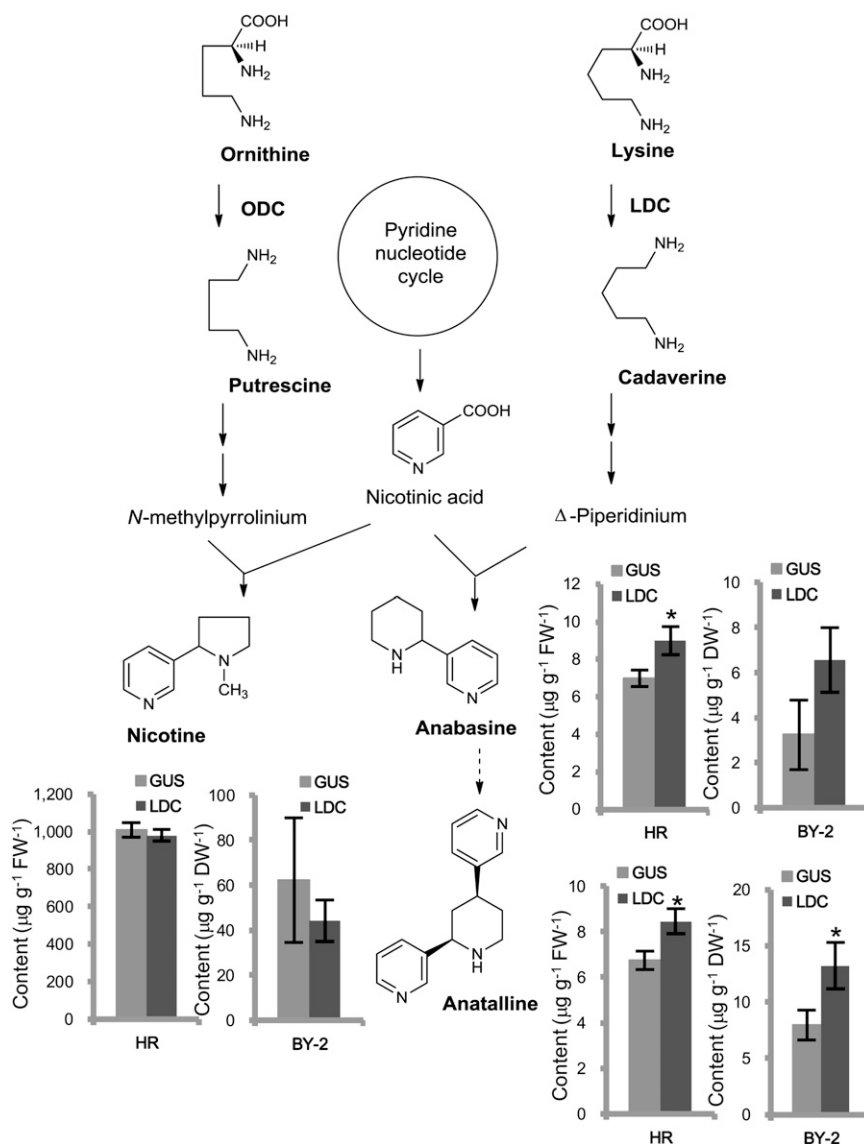 COOH
H
NH2
NH2
Ornithine
ODC
NH2
NH2
Putrescine
N-methylpyrrolinium
Pyridine
nucleotide
cycle
COOH
N
Nicotinic acid
COOH
H
NH2
NH2
Lysine
LDC
NH2
NH2
Cadaverine
Δ-Piperidinium
N
N
CH3
Nicotine
N
H
N
Anabasine
N
N
H
N
Anatalline
GUS
LDC
Content (µg g-1 FW-1)
1,200
1,000
800
600
400
200
0
HR
GUS
LDC
Content (µg g-1 DW-1)
100
80
60
40
20
0
BY-2
GUS
LDC
*
Content (µg g-1 FW-1)
12
10
8
6
4
2
0
HR
GUS
LDC
Content (µg g-1 DW-1)
10
8
6
4
2
0
BY-2
GUS
LDC
*
Content (µg g-1 FW-1)
10
8
6
4
2
0
HR
GUS
LDC
*
Content (µg g-1 DW-1)
20
15
10
5
0
BY-2